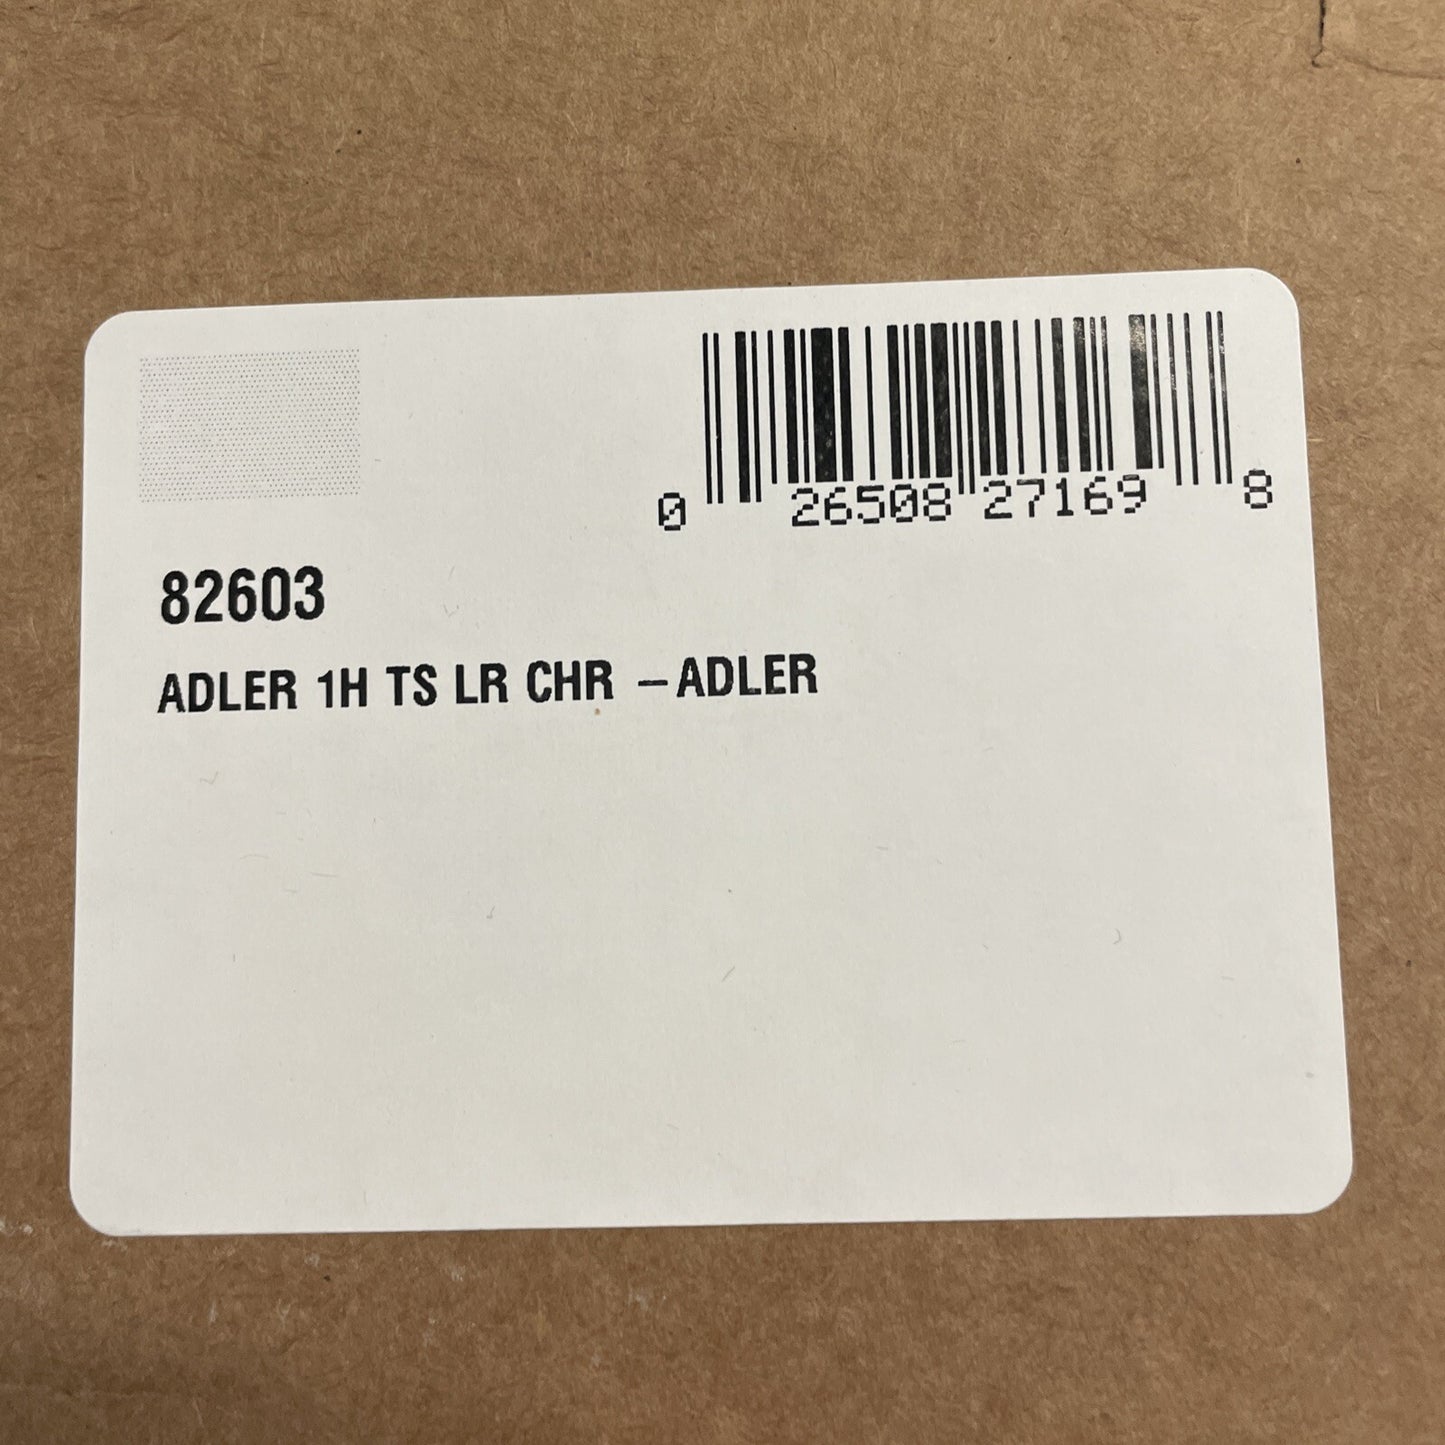 0 26508 27169 8
82603
ADLER 1H TS LR CHR –ADLER